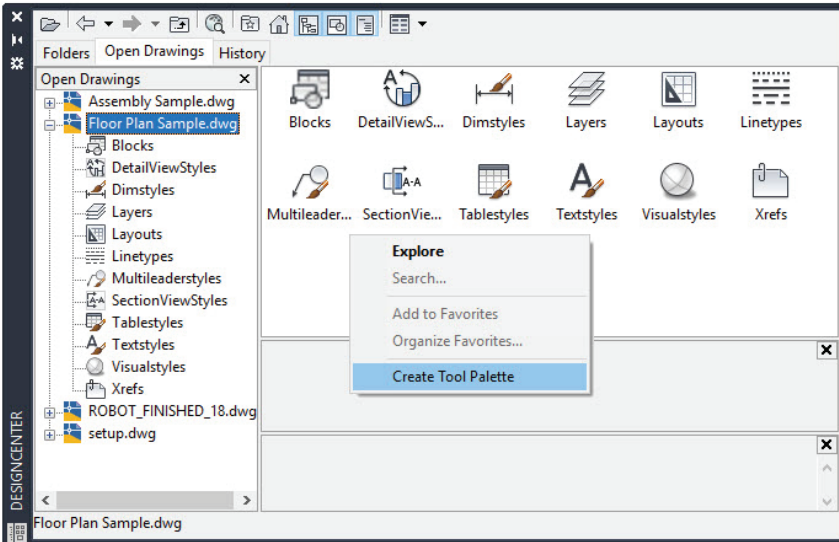 Folders Open Drawings History
Open Drawings
Assembly Sample.dwg
Floor Plan Sample.dwg
Blocks
DetailViewStyles
Dimstyles
Layers
Layouts
Linetypes
Multileaderstyles
SectionViewStyles
Tablestyles
Textstyles
Visualstyles
Xrefs
ROBOT_FINISHED_18.dwg
setup.dwg
Blocks DetailViewS... Dimstyles Layers Layouts Linetypes
Multileader... SectionVie... Tablestyles Textstyles Visualstyles Xrefs
Explore
Search...
Add to Favorites
Organize Favorites...
Create Tool Palette
DESIGNCENTER
Floor Plan Sample.dwg